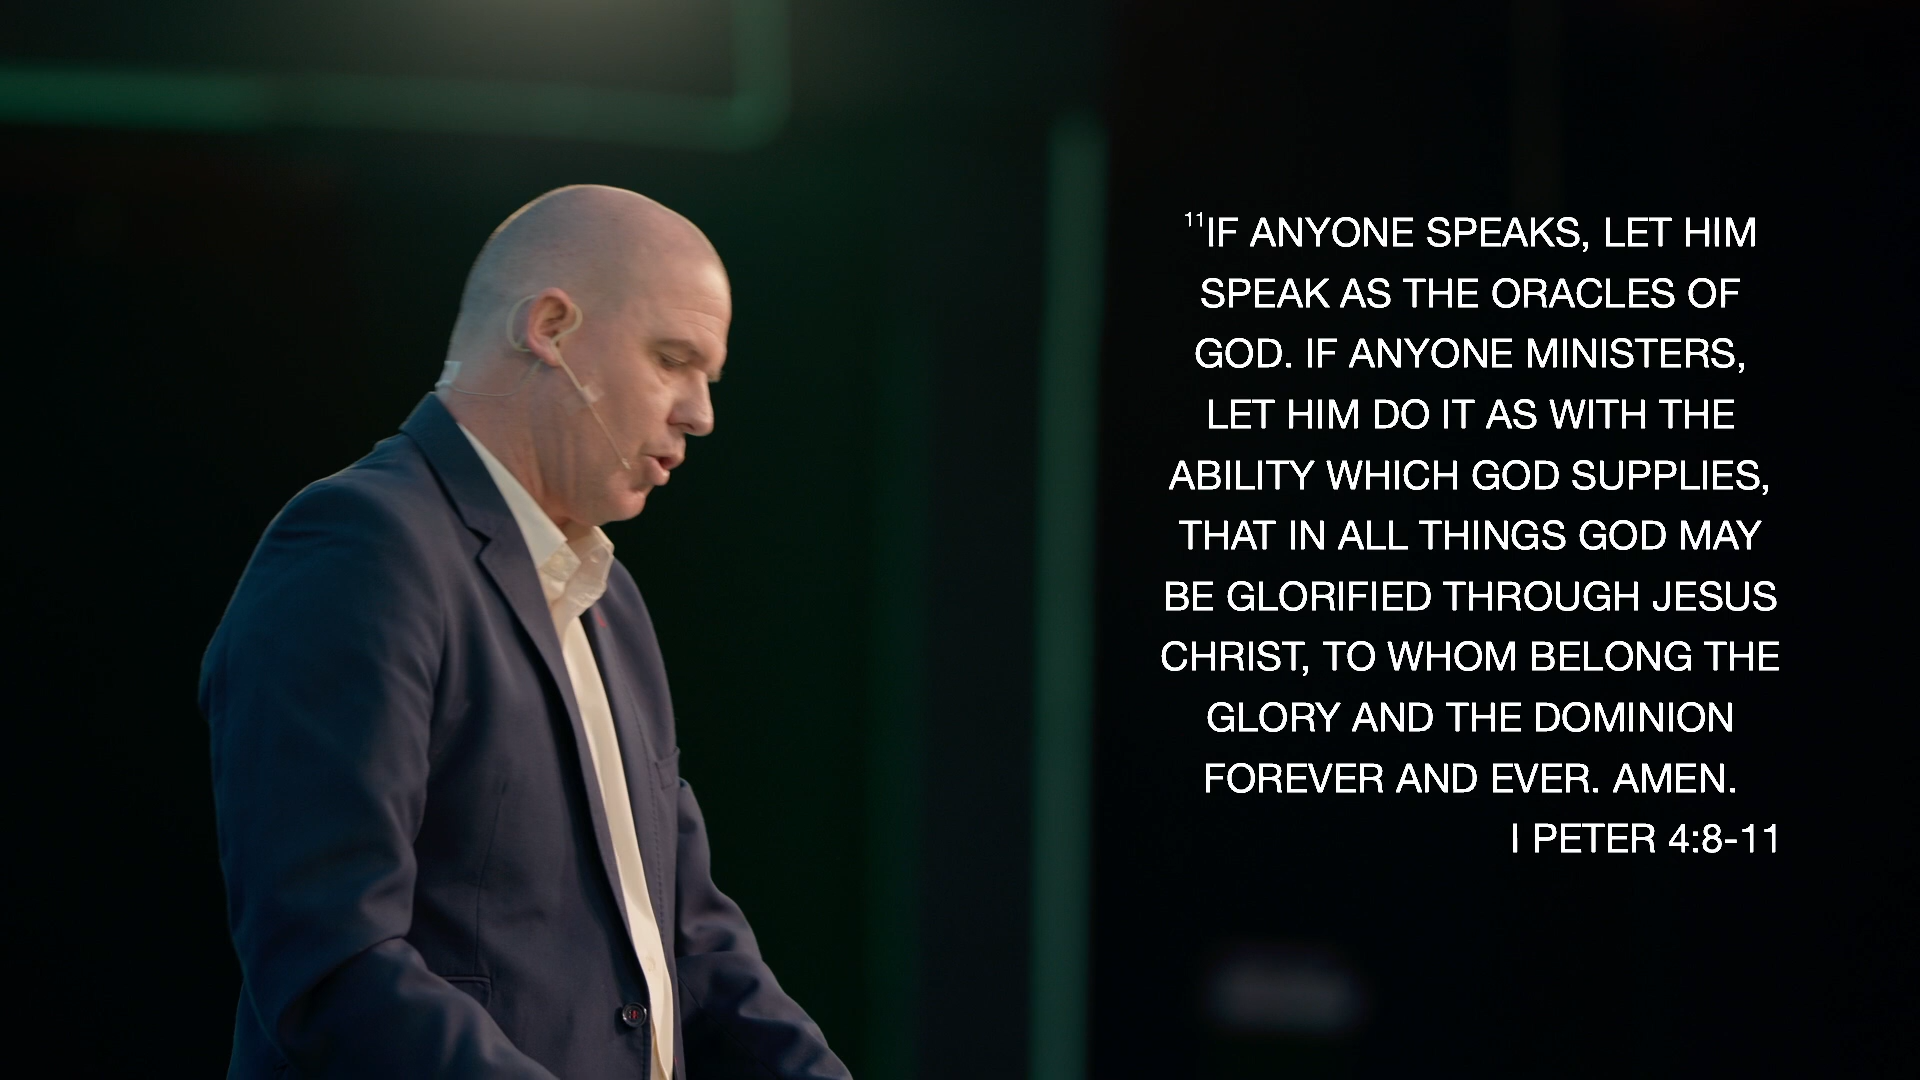 11IF ANYONE SPEAKS, LET HIM
SPEAK AS THE ORACLES OF
GOD. IF ANYONE MINISTERS,
LET HIM DO IT AS WITH THE
ABILITY WHICH GOD SUPPLIES,
THAT IN ALL THINGS GOD MAY
BE GLORIFIED THROUGH JESUS
CHRIST, TO WHOM BELONG THE
GLORY AND THE DOMINION
FOREVER AND EVER. AMEN.
I PETER 4:8-11